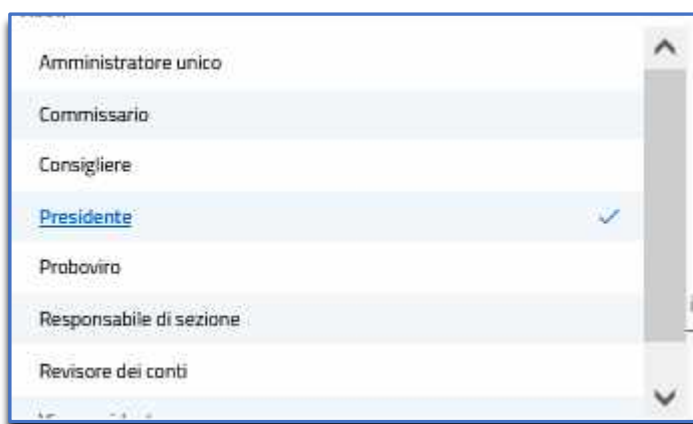 Amministratore unico
Commissario
Consigliere
Presidente
Proboviro
Responsabile di sezione
Revisore dei conti